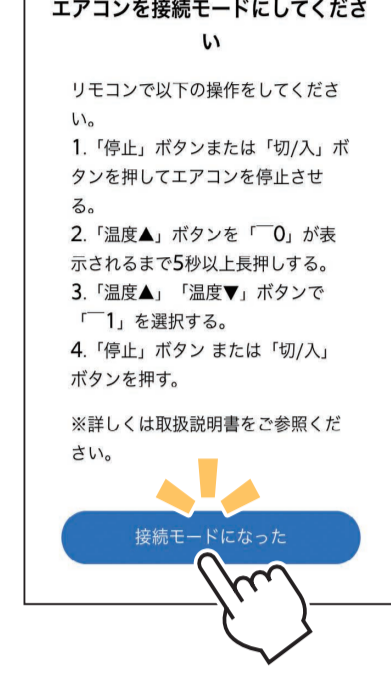 エアコンを接続モードにしてくださ
い
リモコンで以下の操作をしてくださ
い。
1.「停止」ボタンまたは「切/入」ボ
タンを押してエアコンを停止させ
る。
2.「温度▲」ボタンを「￣0」が表
示されるまで5秒以上長押しする。
3.「温度▲」「温度▼」ボタンで
「￣1」を選択する。
4.「停止」ボタン または「切/入」
ボタンを押す。
※詳しくは取扱説明書をご参照くだ
さい。
接続モードになった